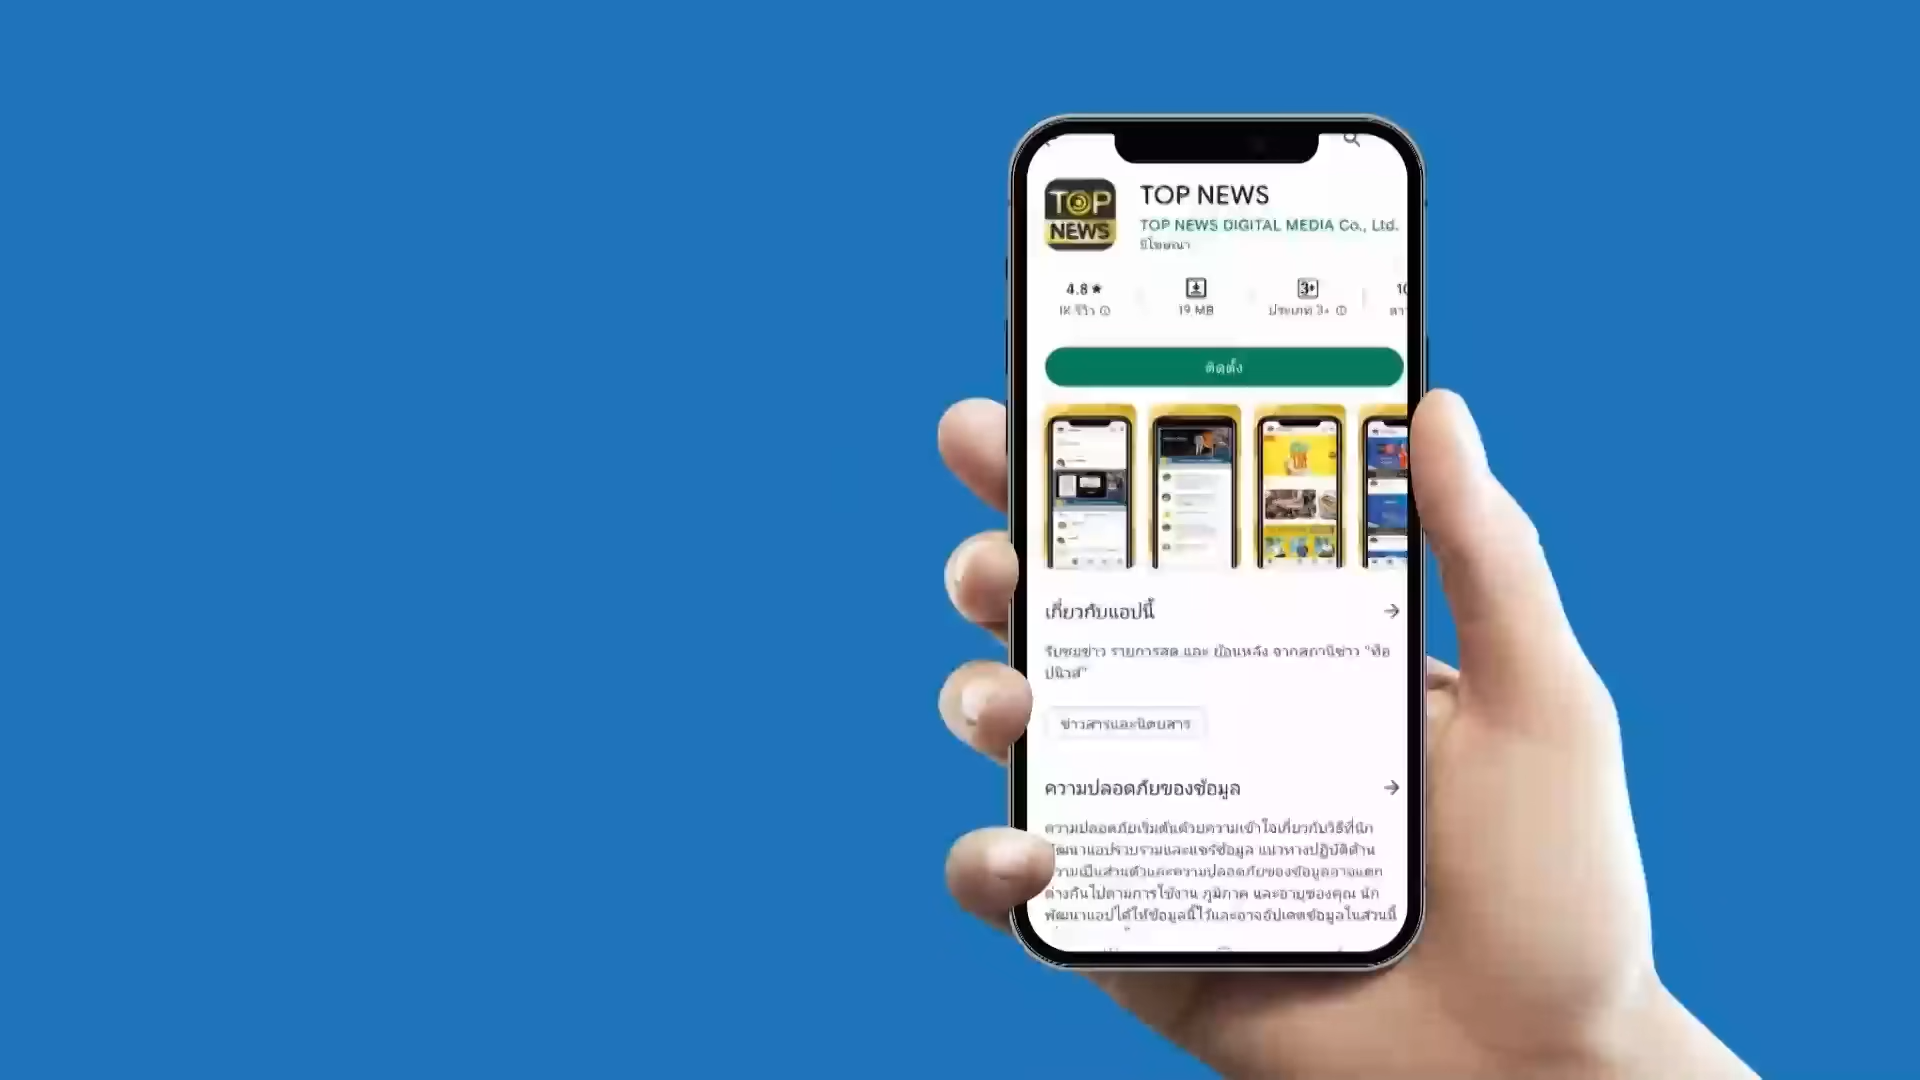 TOP NEWS
TOP
NEWS
TOP NEWS DIGITAL MEDIA Co., Ltd.
มีโฆษณา
4.8★
1K รีวิว
19 MB
3+
ประเภท 3+
ติดตั้ง
เกี่ยวกับแอปนี้
รับชมข่าว รายการสด และ ย้อนหลัง จากสถานีข่าว "ท็อ
ปนิวส์"
ข่าวสารและนิตยสาร
ความปลอดภัยของข้อมูล
ความปลอดภัยเริ่มต้นด้วยความเข้าใจเกี่ยวกับวิธีที่นัก
พัฒนาแอปรวบรวมและแชร์ข้อมูล แนวทางปฏิบัติด้าน
ความเป็นส่วนตัวและความปลอดภัยของข้อมูลอาจแตก
ต่างกันไปตามการใช้งาน ภูมิภาค และอายุของคุณ นัก
พัฒนาแอปได้ให้ข้อมูลนี้ไว้และอาจอัปเดตข้อมูลในส่วนนี้